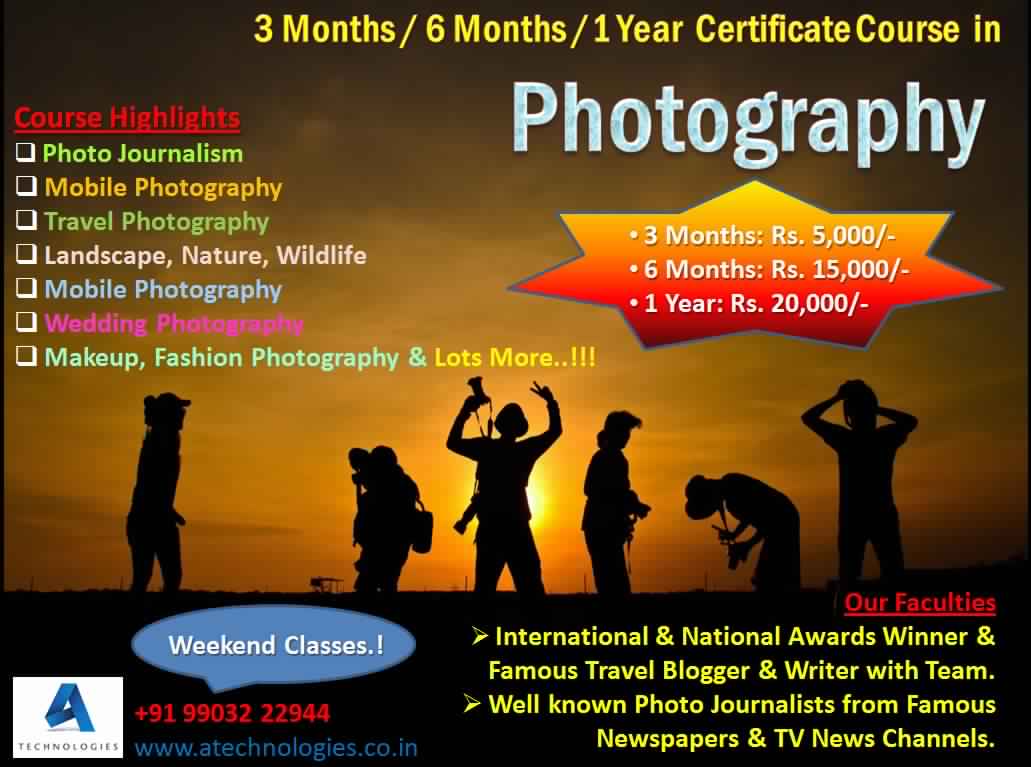 3 Months / 6 Months / 1 Year Certificate Course in
Photography
Course Highlights
❑ Photo Journalism
❑ Mobile Photography
❑ Travel Photography
❑ Landscape, Nature, Wildlife
❑ Mobile Photography
❑ Wedding Photography
❑ Makeup, Fashion Photography & Lots More..!!!
• 3 Months: Rs. 5,000/-
• 6 Months: Rs. 15,000/-
• 1 Year: Rs. 20,000/-
Our Faculties
➢ International & National Awards Winner &
Famous Travel Blogger & Writer with Team.
➢ Well known Photo Journalists from Famous
Newspapers & TV News Channels.
Weekend Classes.!
+91 99032 22944
www.atechnologies.co.in
TECHNOLOGIES